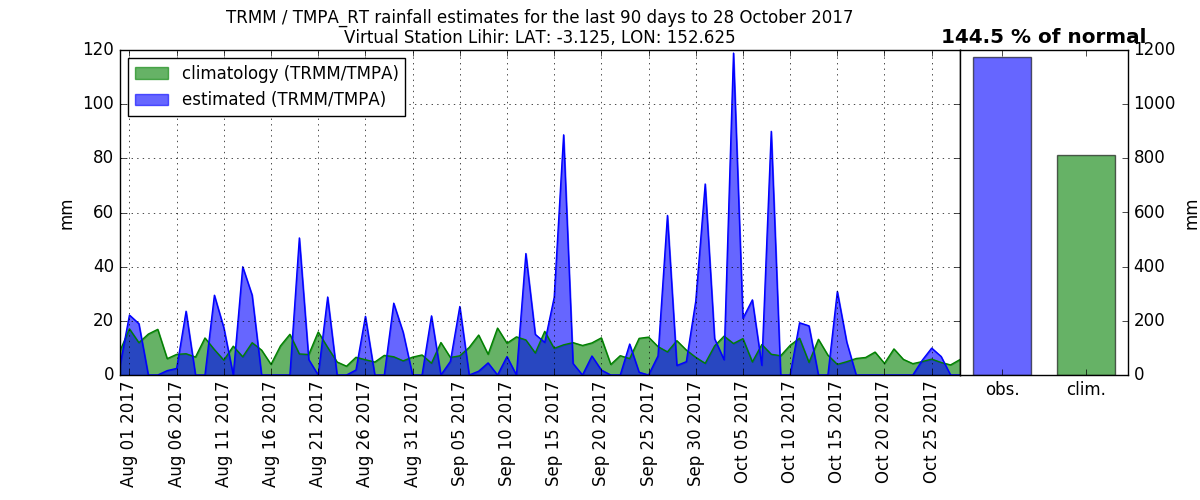 TRMM / TMPA_RT rainfall estimates for the last 90 days to 28 October 2017
Virtual Station Lihir: LAT: -3.125, LON: 152.625
144.5 % of normal
climatology (TRMM/TMPA)
estimated (TRMM/TMPA)
120
100
80
60
40
20
0
mm
Aug 01 2017
Aug 06 2017
Aug 11 2017
Aug 16 2017
Aug 21 2017
Aug 26 2017
Aug 31 2017
Sep 05 2017
Sep 10 2017
Sep 15 2017
Sep 20 2017
Sep 25 2017
Sep 30 2017
Oct 05 2017
Oct 10 2017
Oct 15 2017
Oct 20 2017
Oct 25 2017
obs.
clim.
1200
1000
800
600
400
200
0
mm